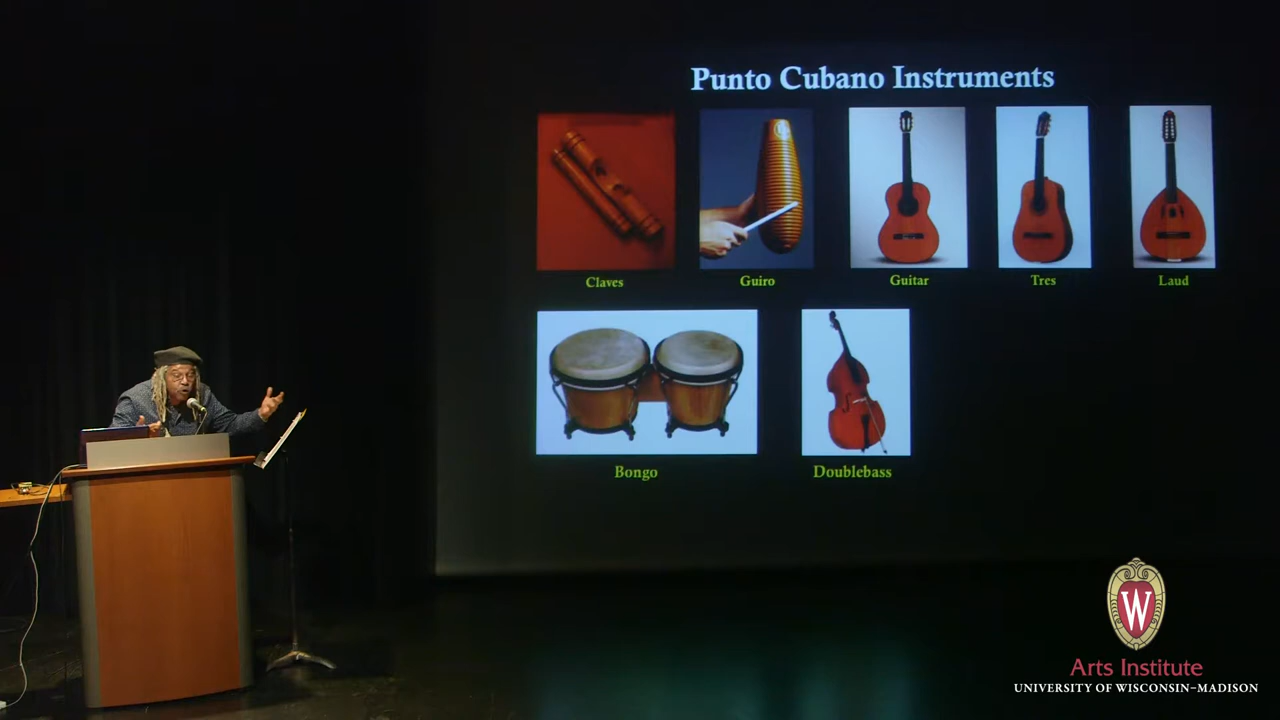 Punto Cubano Instruments
Claves
Guiro
Guitar
Tres
Laud
Bongo
Doublebass
W
Arts Institute
UNIVERSITY OF WISCONSIN–MADISON